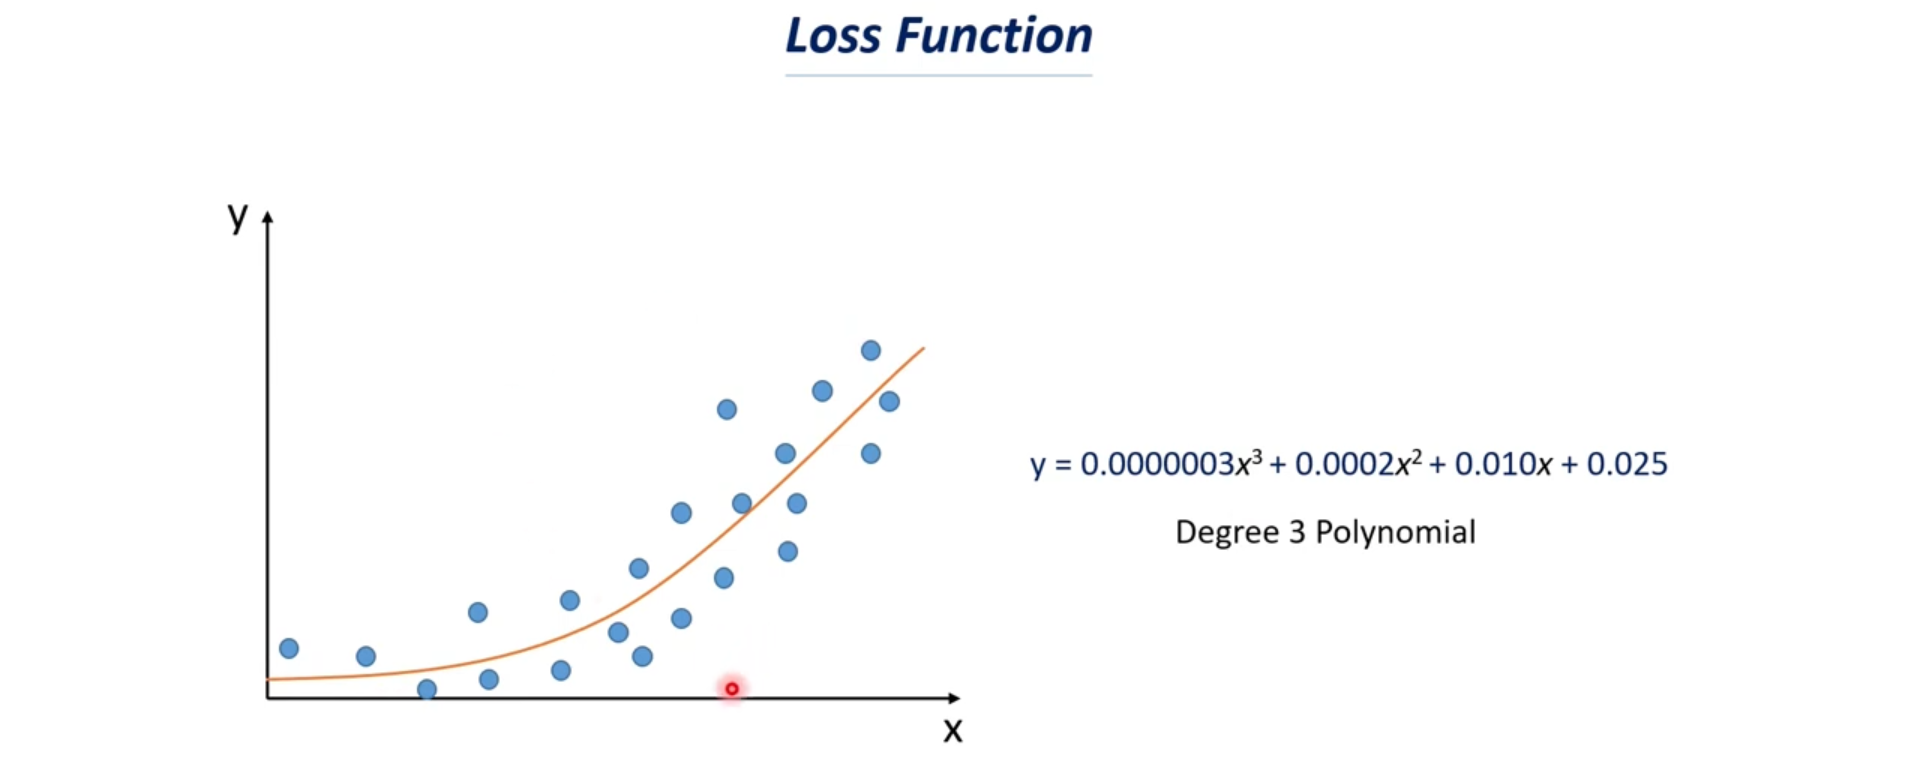 Loss Function
y
y = 0.0000003x³ + 0.0002x² + 0.010x + 0.025
Degree 3 Polynomial
x